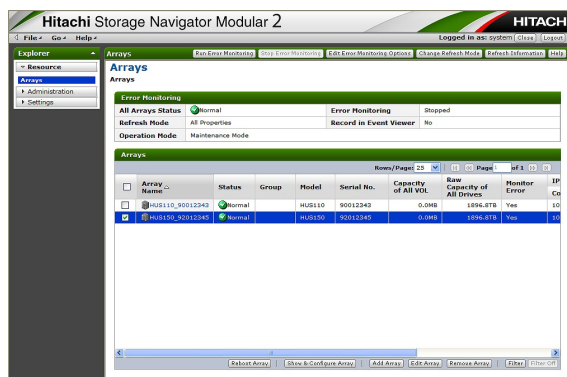 Hitachi Storage Navigator Modular 2
HITACH
File Go Help
Logged in as: system Close Logout
Explorer
Resource
Arrays
Administration
Settings
Arrays Run Error Monitoring Stop Error Monitoring Edit Error Monitoring Options Change Refresh Mode Refresh Information Help
Arrays
Arrays
Error Monitoring
All Arrays Status Normal Error Monitoring Stopped
Refresh Mode All Properties Record in Event Viewer No
Operation Mode Maintenance Mode
Arrays
Rows/Page: 25 Page 1 of 1
Array Name Status Group Model Serial No. Capacity of All VOL Raw Capacity of All Drives Monitor Error IP Co
HUS110_90012343 Normal HUS110 90012343 0.0MB 1896.8TB Yes 10
HUS150_92012345 Normal HUS150 92012345 0.0MB 1896.8TB Yes 10
Reboot Array Show & Configure Array Add Array Edit Array Remove Array Filter Filter Off